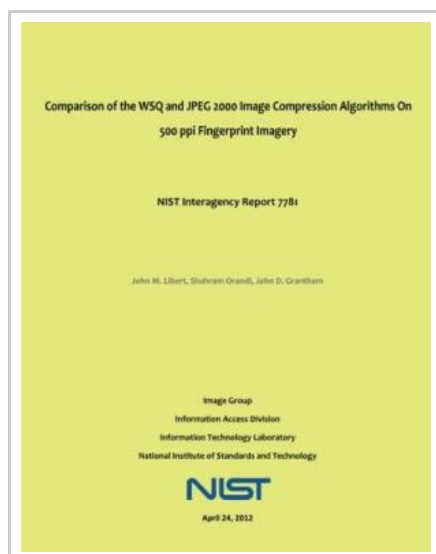 Comparison of the WSQ and JPEG 2000 Image Compression Algorithms On
500 ppi Fingerprint Imagery
NIST Interagency Report 7781
John M. Libert, Shahram Orandi, John D. Grantham
Image Group
Information Access Division
Information Technology Laboratory
National Institute of Standards and Technology
NIST
April 24, 2012